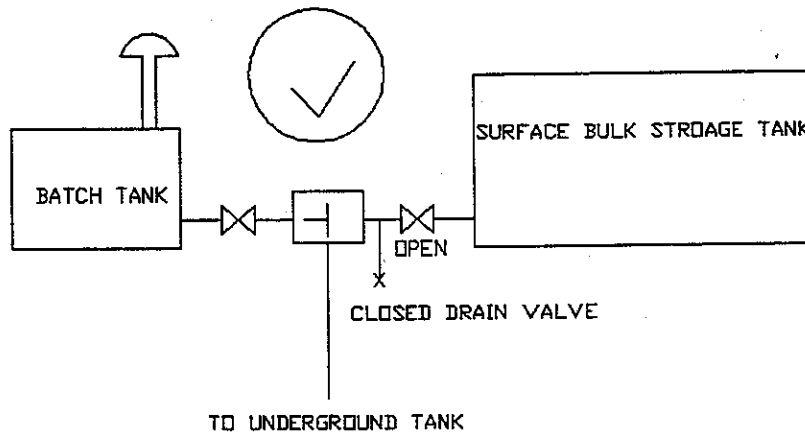 SURFACE BULK STROAGE TANK
BATCH TANK
OPEN
X
CLOSED DRAIN VALVE
TO UNDERGROUND TANK